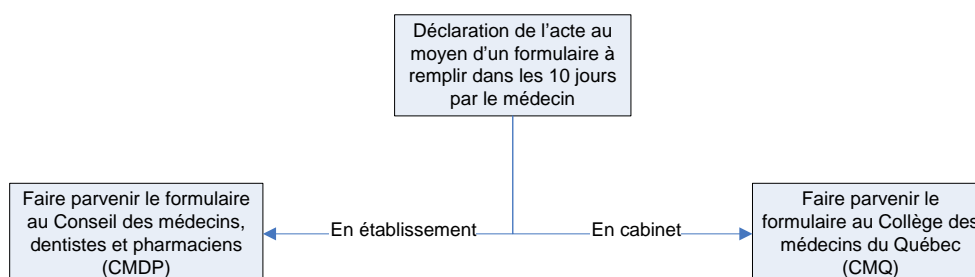 Déclaration de l’acte au
moyen d’un formulaire à
remplir dans les 10 jours
par le médecin
Faire parvenir le formulaire
au Conseil des médecins,
dentistes et pharmaciens
(CMDP)
En établissement
En cabinet
Faire parvenir le
formulaire au Collège des
médecins du Québec
(CMQ)